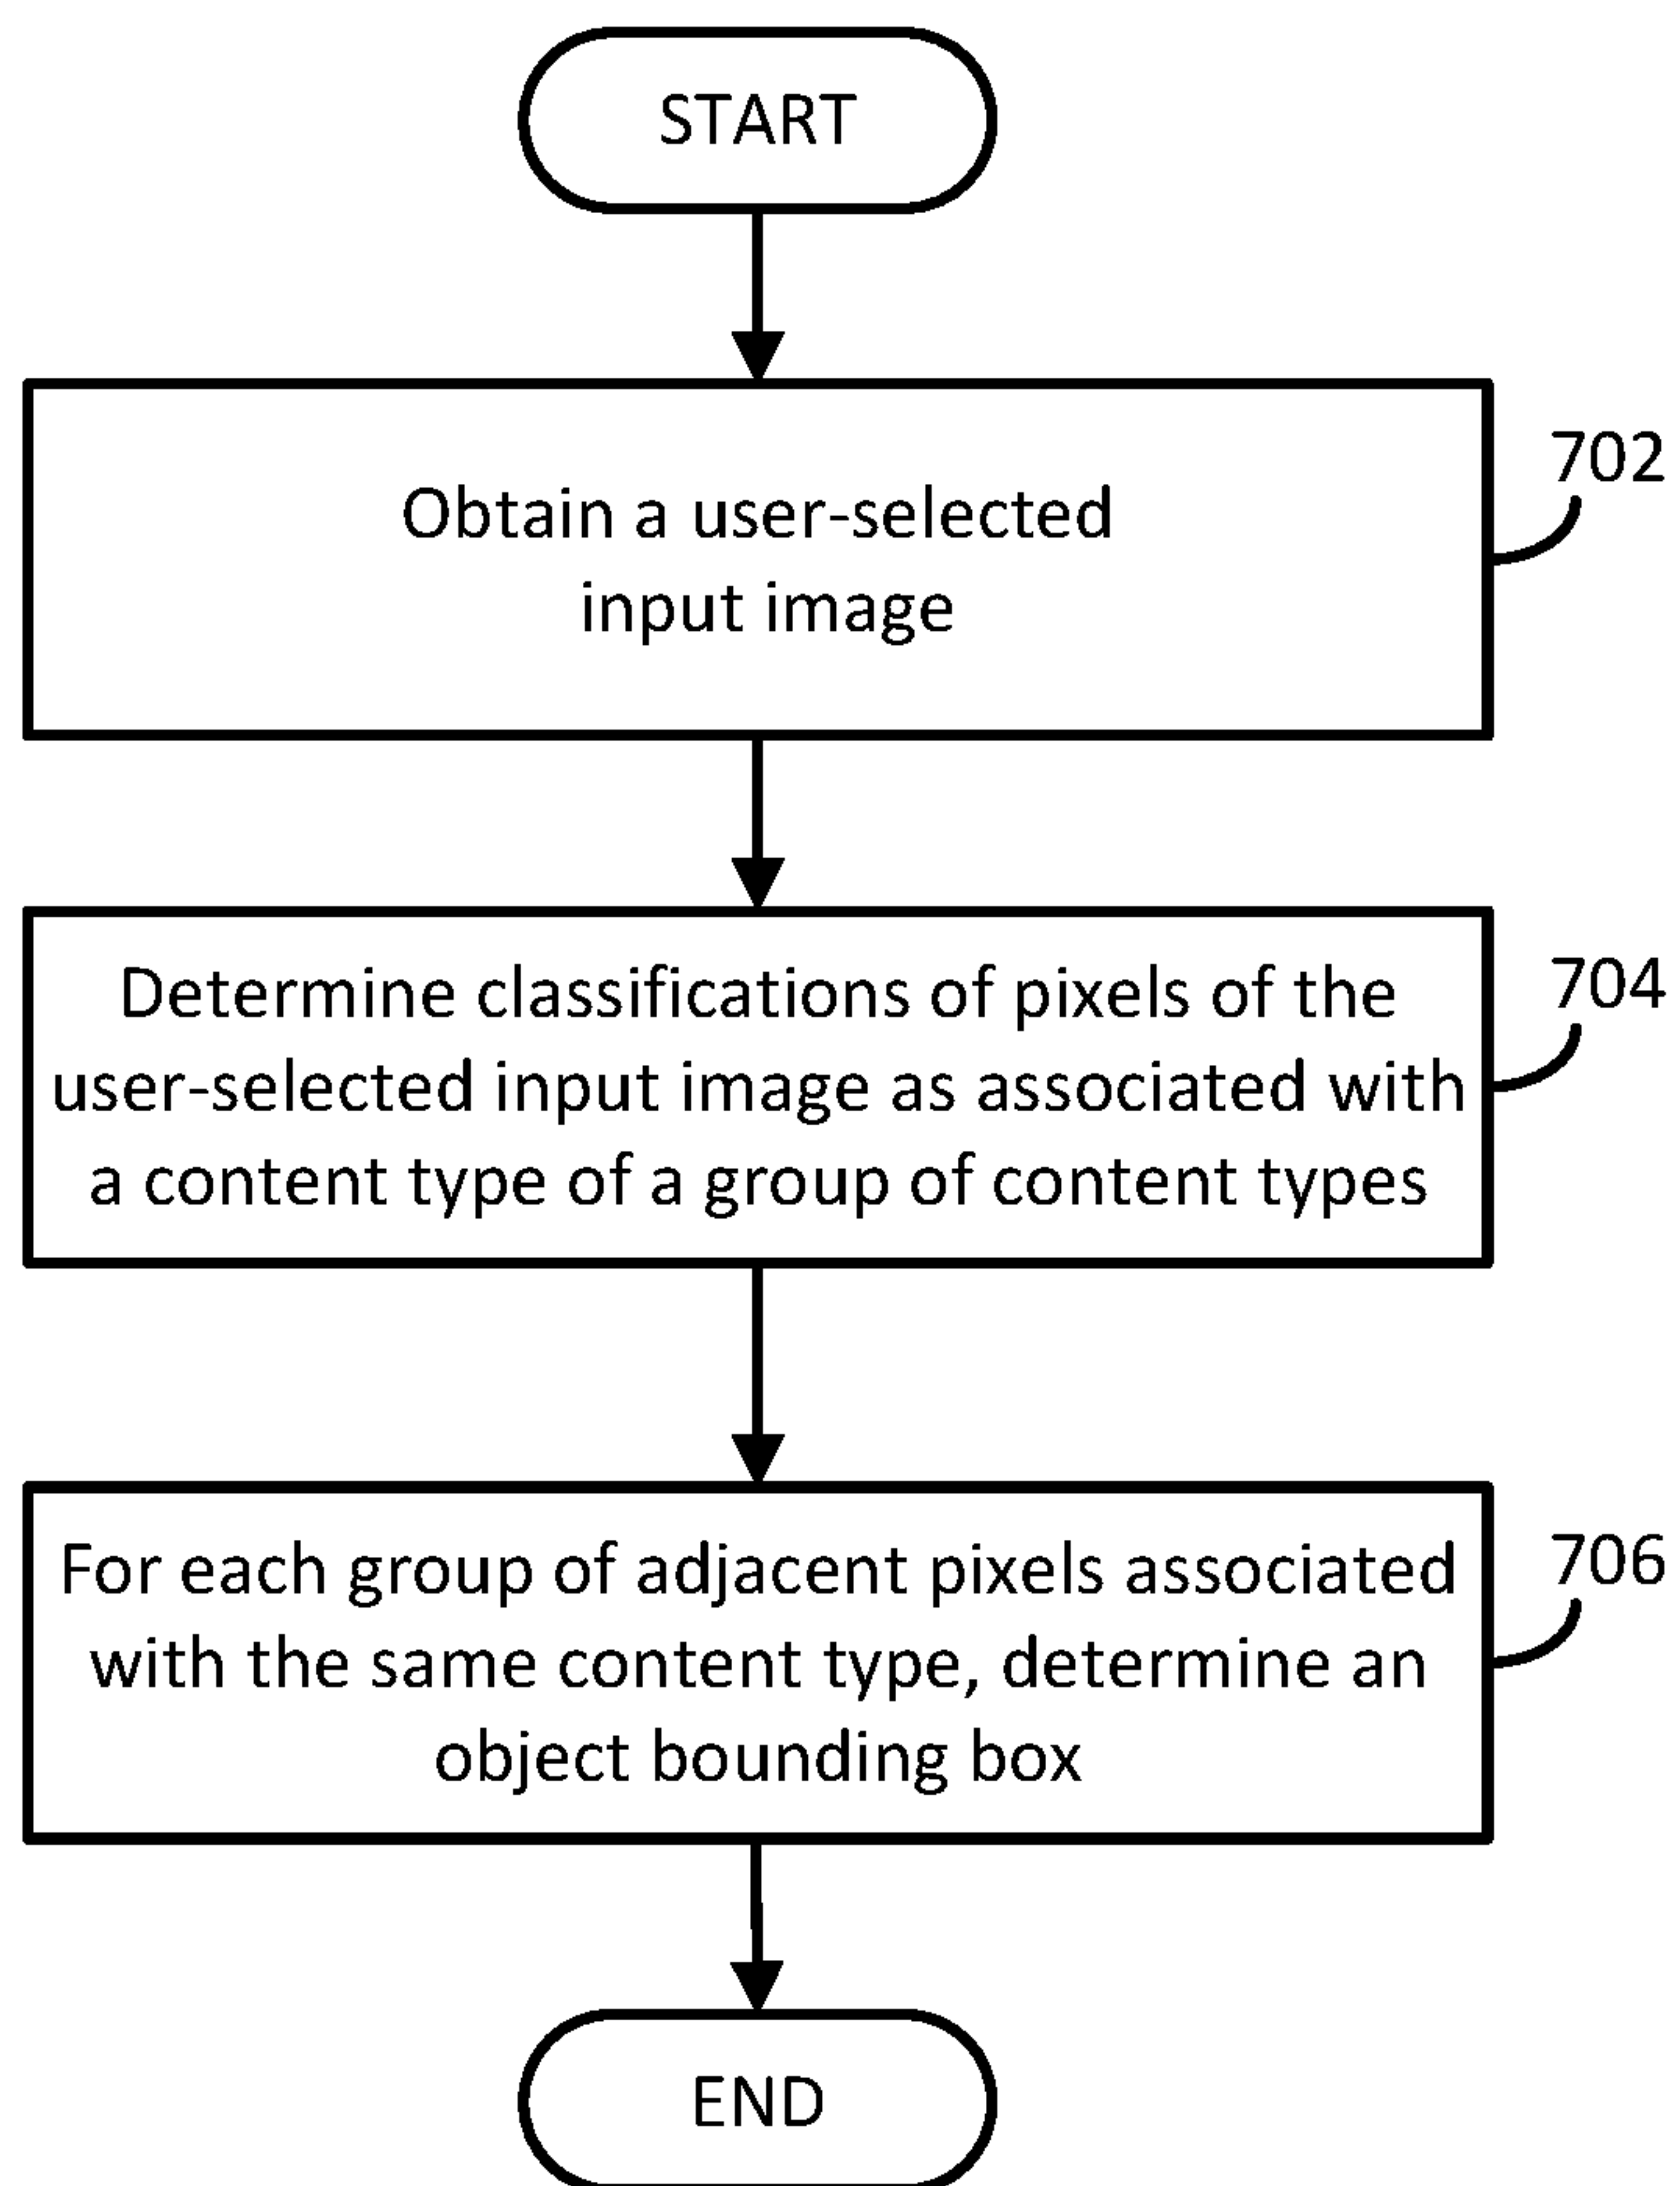 START
702
Obtain a user-selected
input image
704
Determine classifications of pixels of the
user-selected input image as associated with
a content type of a group of content types
706
For each group of adjacent pixels associated
with the same content type, determine an
object bounding box
END